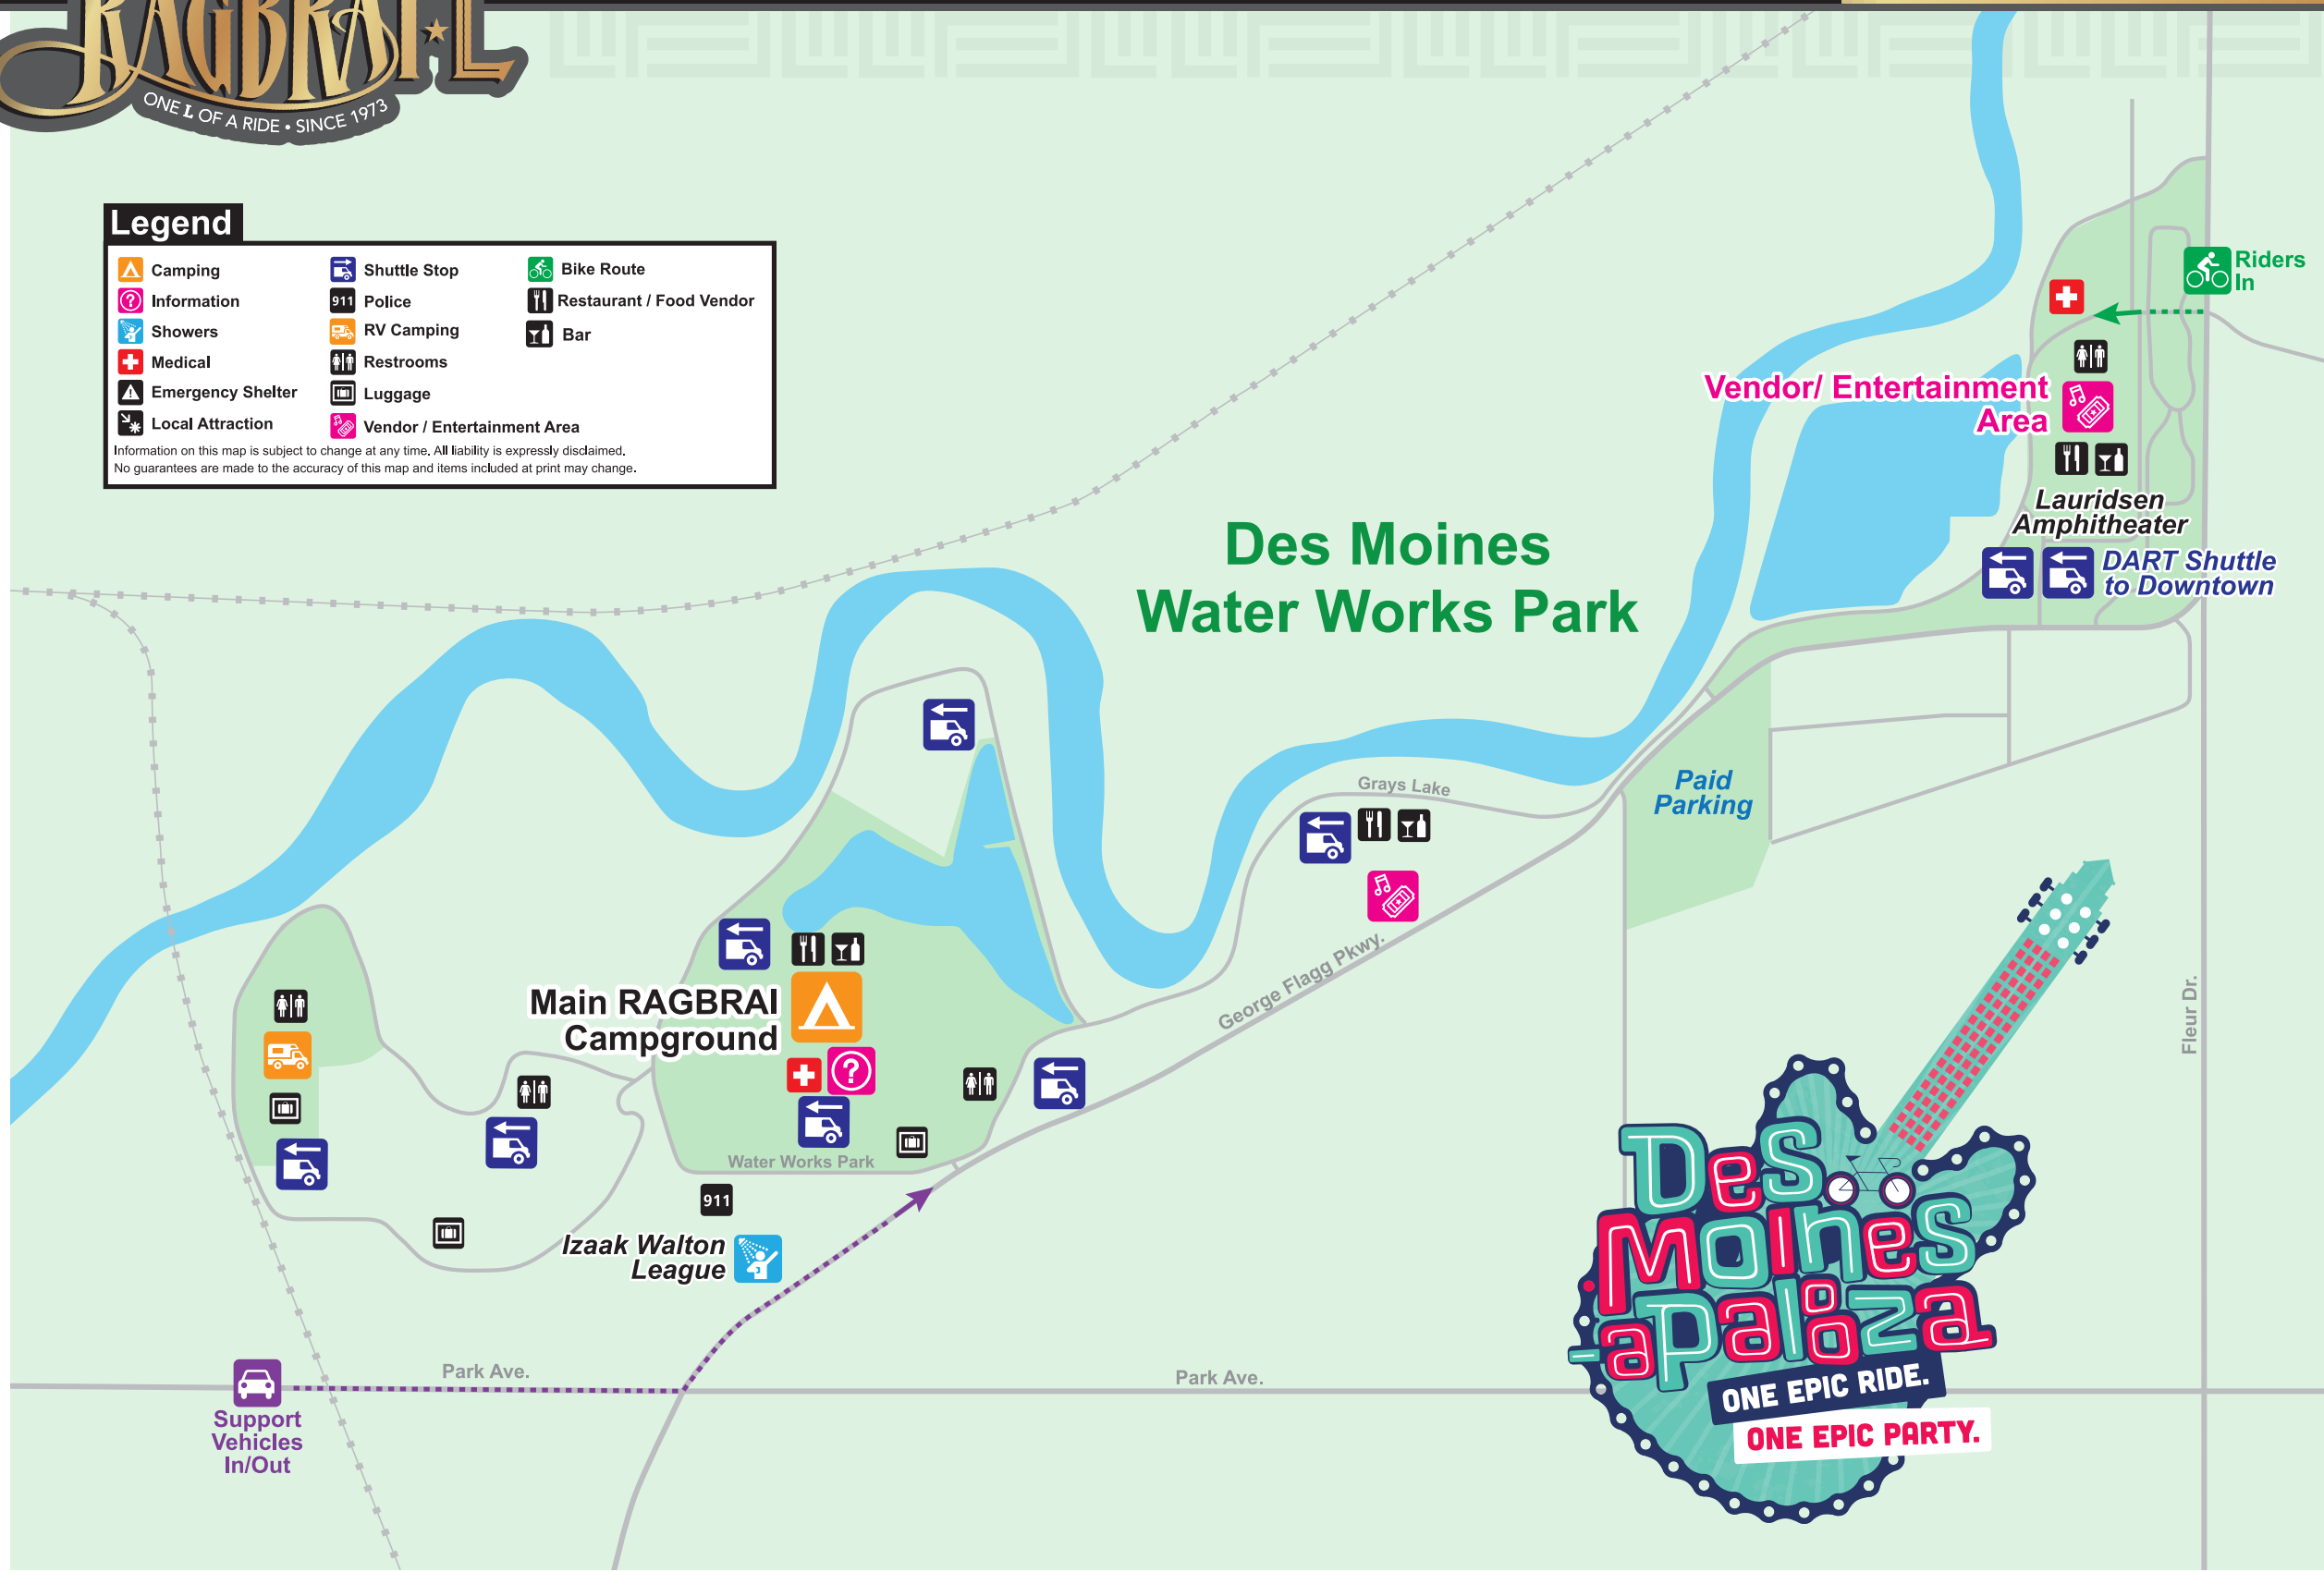 RAGBRAI L
ONE L OF A RIDE • SINCE 1973
Legend
Camping
Information
Showers
Medical
Emergency Shelter
Local Attraction
Shuttle Stop
911 Police
RV Camping
Restrooms
Luggage
Vendor / Entertainment Area
Bike Route
Restaurant / Food Vendor
Bar
Information on this map is subject to change at any time. All liability is expressly disclaimed.
No guarantees are made to the accuracy of this map and items included at print may change.
Riders
In
Vendor/ Entertainment
Area
Lauridsen
Amphitheater
DART Shuttle
to Downtown
Des Moines
Water Works Park
Grays Lake
Paid
Parking
George Flagg Pkwy.
Fleur Dr.
Main RAGBRAI
Campground
Water Works Park
911
Izaak Walton
League
Park Ave.
Park Ave.
Support
Vehicles
In/Out
Des
Moines
-apalooza
ONE EPIC RIDE.
ONE EPIC PARTY.